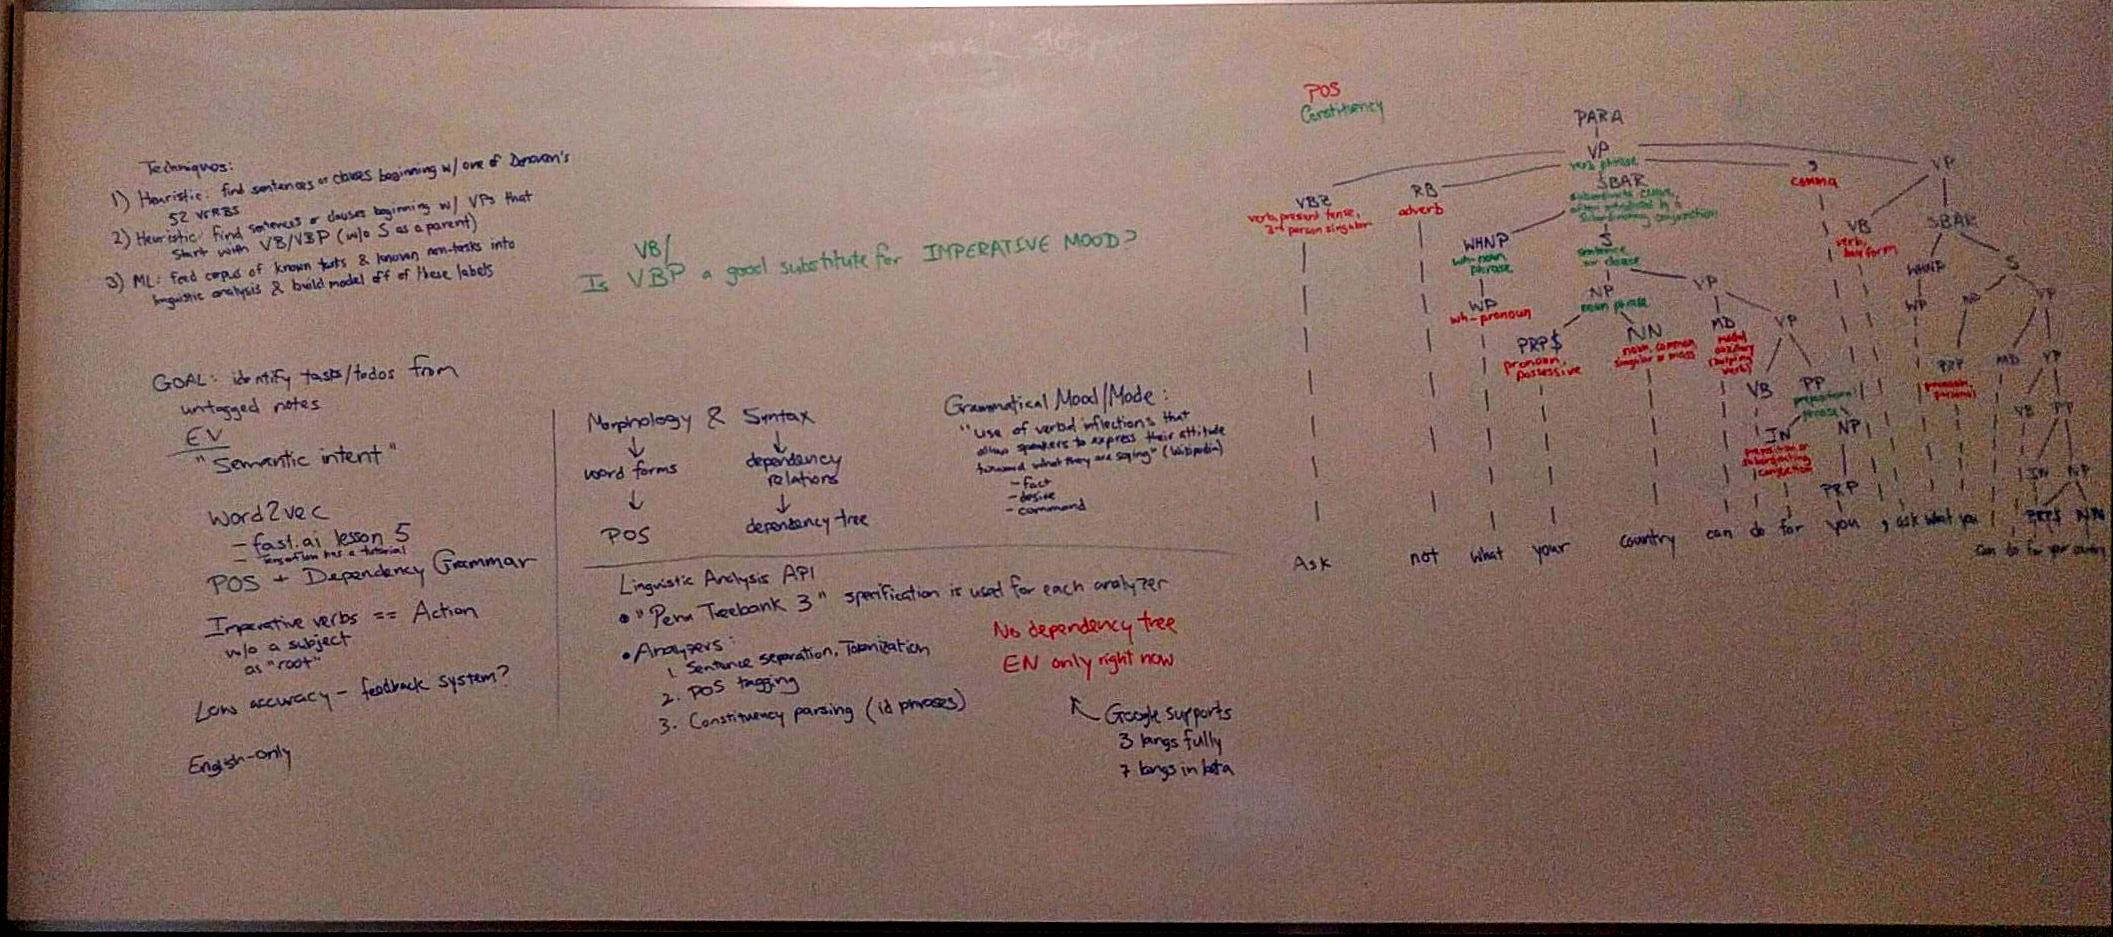 Techniques:
1) Heuristic: find sentences or clauses beginning w/ one of Donovan's
52 VERBS
2) Heuristic: find sentences or clauses beginning w/ VPs that
start with VB/VBP (w/o S as a parent)
3) ML: feed corpus of known tasks & known non-tasks into
linguistic analysis & build model off of these labels
GOAL: identify tasks/todos from
untagged notes
EV
"Semantic intent"
Word2vec
- fast.ai lesson 5
- Tensorflow has a tutorial
POS + Dependency Grammar
Imperative verbs == Action
w/o a subject
as "root"
Low accuracy - feedback system?
English-only
VB/
Is VBP a good substitute for IMPERATIVE MOOD?
Morphology & Syntax
word forms
dependency
relations
POS
dependency tree
Grammatical Mood/Mode:
"use of verbal inflections that
allow speakers to express their attitude
toward what they are saying" (Wikipedia)
- fact
- desire
- command
Linguistic Analysis API
• "Penn Treebank 3" specification is used for each analyzer
• Analyzers:
1. Sentence separation, Tokenization
2. POS tagging
3. Constituency parsing (id phrases)
No dependency tree
EN only right now
Google supports
3 langs fully
7 langs in beta
POS
Constituency
PARA
VP
verb phrase
VBZ
verb, present tense,
3rd person singular
RB
adverb
SBAR
subordinate clause,
often introduced by a
subordinating conjunction
,
comma
VP
WHNP
wh-noun
phrase
WP
wh-pronoun
S
sentence
or clause
NP
noun phrase
PRP$
pronoun,
possessive
NN
noun, common
singular or mass
VP
MD
modal
auxiliary
(helping
verb)
VP
VB
PP
prepositional
phrase
IN
preposition or
subordinating
conjunction
NP
PRP
VB
verb,
base form
SBAR
WHNP
WP
S
NP
PRP
pronoun,
personal
VP
MD
VP
VB
PP
IN
NP
PRP$ NN
Ask not what your country can do for you , ask what you
can do for your country